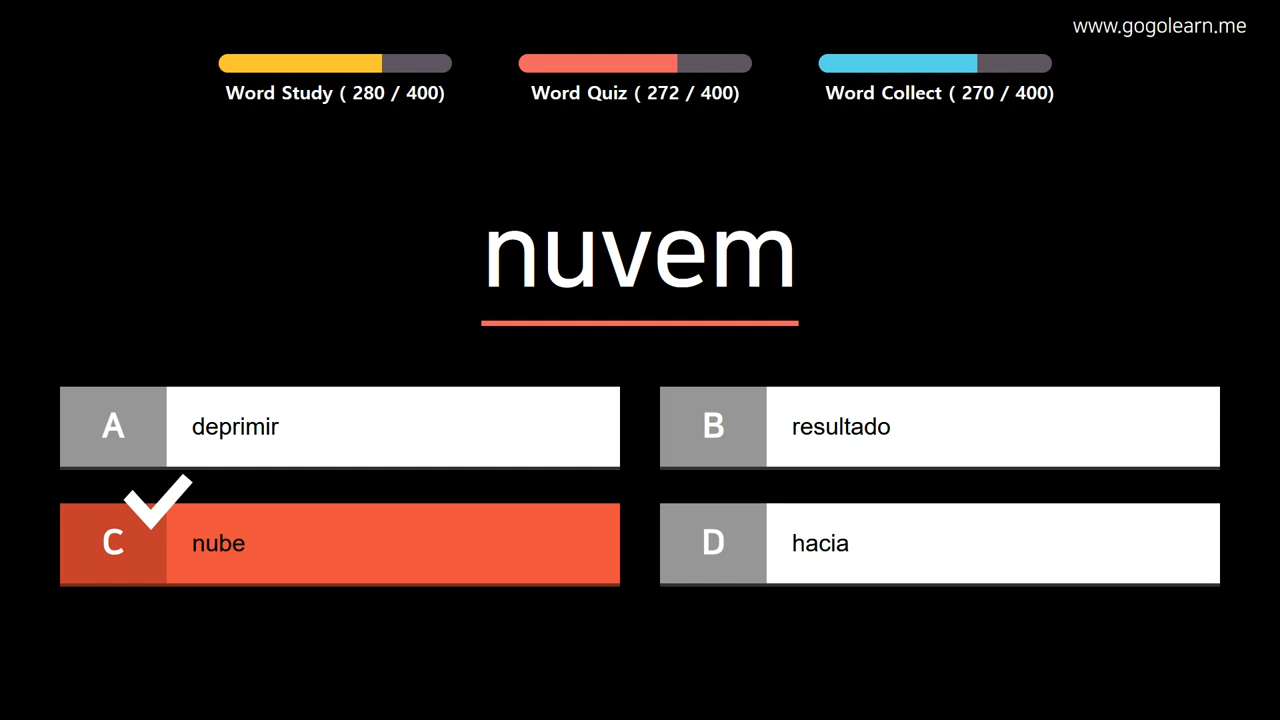 www.gogolearn.me
Word Study ( 280 / 400)
Word Quiz ( 272 / 400)
Word Collect ( 270 / 400)
nuvem
A deprimir
B resultado
C nube
D hacia